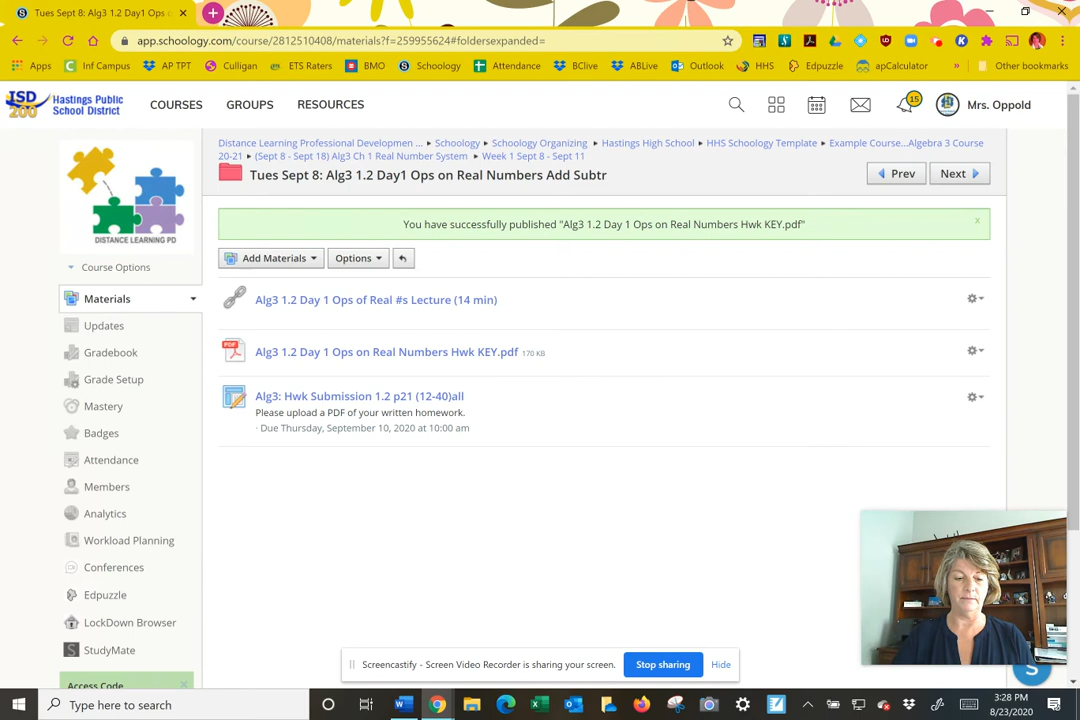 Tues Sept 8: Alg3 1.2 Day1 Ops
app.schoology.com/course/2812510408/materials?f=259955624#foldersexpanded=
Apps Inf Campus AP TPT Culligan ETS Raters BMO Schoology Attendance BClive ABLive Outlook HHS Edpuzzle apCalculator » Other bookmarks
ISD 200 Hastings Public School District COURSES GROUPS RESOURCES 15 Mrs. Oppold
Distance Learning Professional Developmen ... Schoology Schoology Organizing Hastings High School HHS Schoology Template Example Course...Algebra 3 Course
20-21 (Sept 8 - Sept 18) Alg3 Ch 1 Real Number System Week 1 Sept 8 - Sept 11
Tues Sept 8: Alg3 1.2 Day1 Ops on Real Numbers Add Subtr
Prev Next
You have successfully published "Alg3 1.2 Day 1 Ops on Real Numbers Hwk KEY.pdf" x
Add Materials Options
DISTANCE LEARNING PD
Course Options
Materials
Updates
Gradebook
Grade Setup
Mastery
Badges
Attendance
Members
Analytics
Workload Planning
Conferences
Edpuzzle
LockDown Browser
StudyMate
Access Code
Alg3 1.2 Day 1 Ops of Real #s Lecture (14 min)
PDF Alg3 1.2 Day 1 Ops on Real Numbers Hwk KEY.pdf 170 KB
Alg3: Hwk Submission 1.2 p21 (12-40)all
Please upload a PDF of your written homework.
· Due Thursday, September 10, 2020 at 10:00 am
Screencastify - Screen Video Recorder is sharing your screen. Stop sharing Hide
Type here to search
3:28 PM
8/23/2020